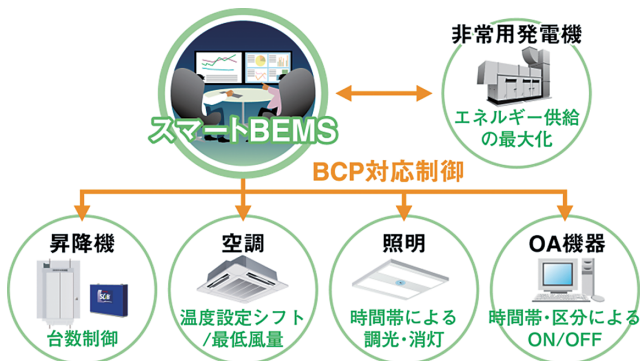 非常用発電機
エネルギー供給
の最大化
スマートBEMS
BCP対応制御
昇降機
台数制御
空調
温度設定シフト
/最低風量
照明
時間帯による
調光・消灯
OA機器
時間帯・区分による
ON/OFF